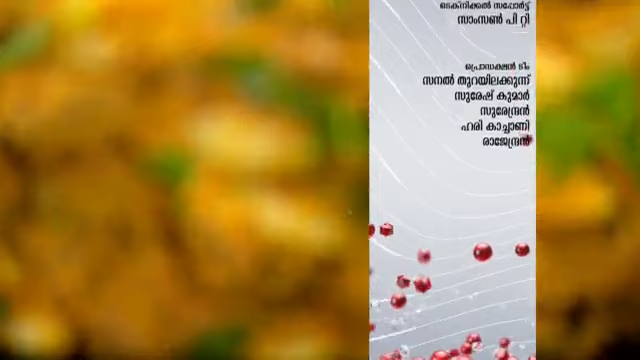 ടെക്നിക്കൽ സപ്പോർട്ട്
സാംസൺ പി റ്റി
പ്രൊഡക്ഷൻ ടീം
സനൽ തുറയിലക്കുന്ന്
സുരേഷ് കുമാർ
സുരേന്ദ്രൻ
ഹരി കാച്ചാണി
രാജേന്ദ്രൻ